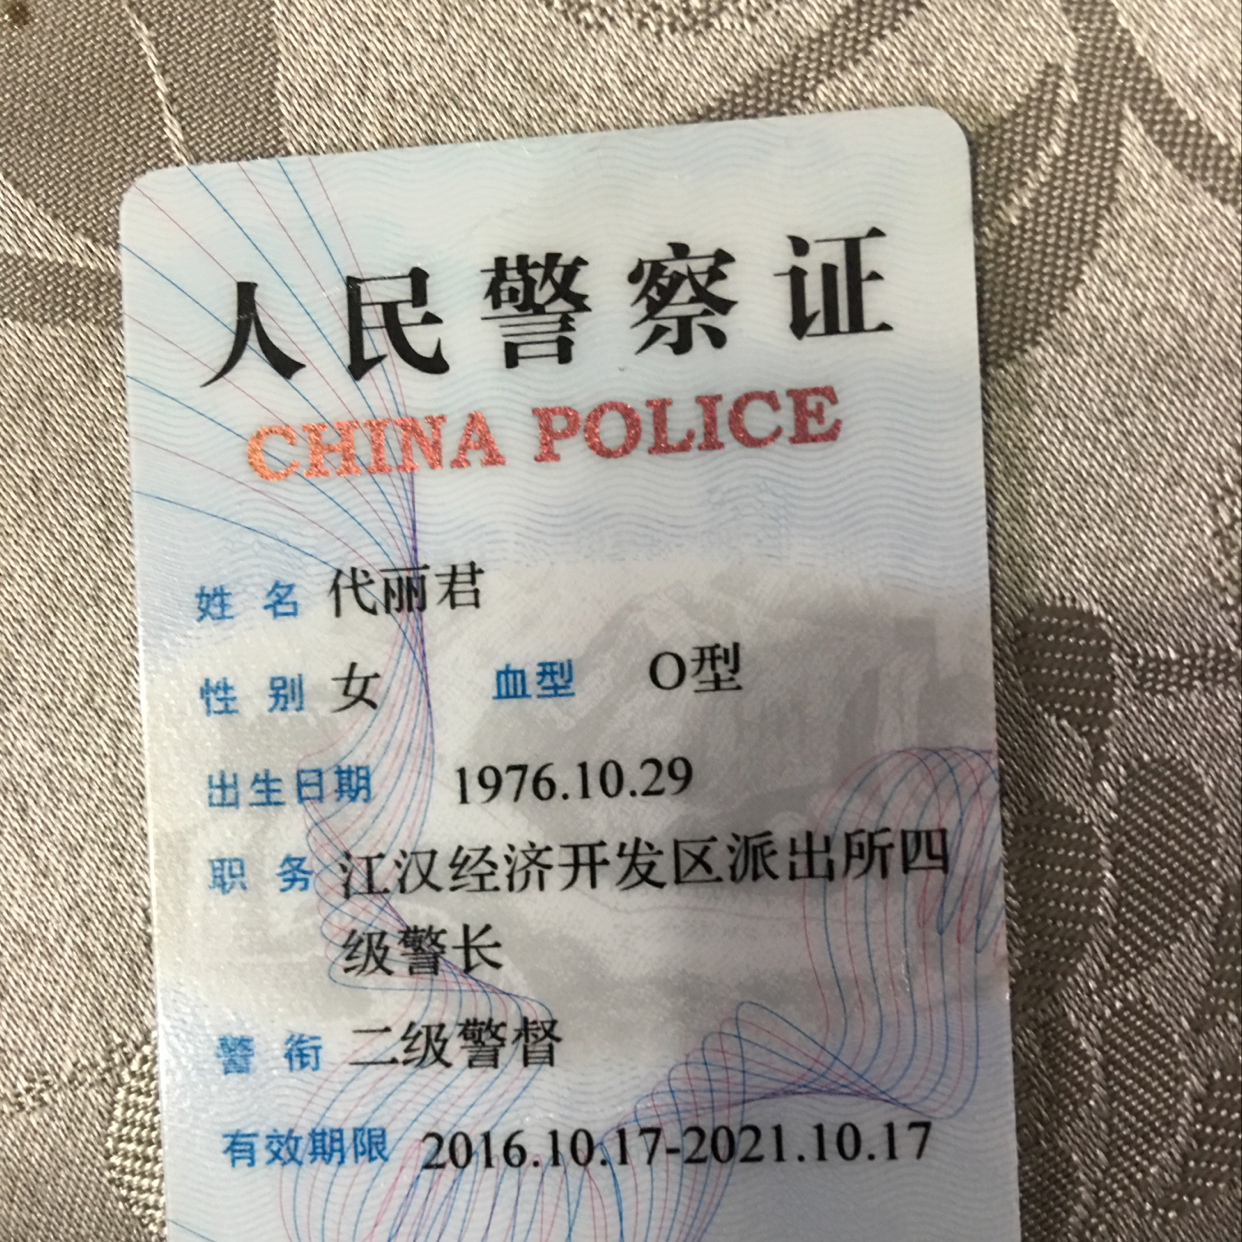 人民警察证
CHINA POLICE
姓 名 代丽君
性 别 女 血型 O型
出生日期 1976.10.29
职 务 江汉经济开发区派出所四
级警长
警 衔 二级警督
有效期限 2016.10.17-2021.10.17